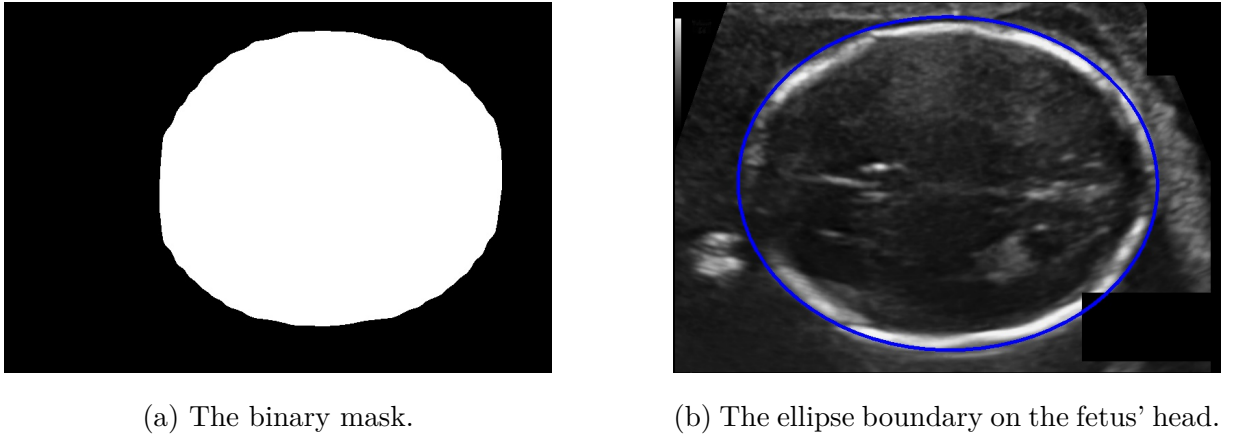 (a) The binary mask.
(b) The ellipse boundary on the fetus' head.